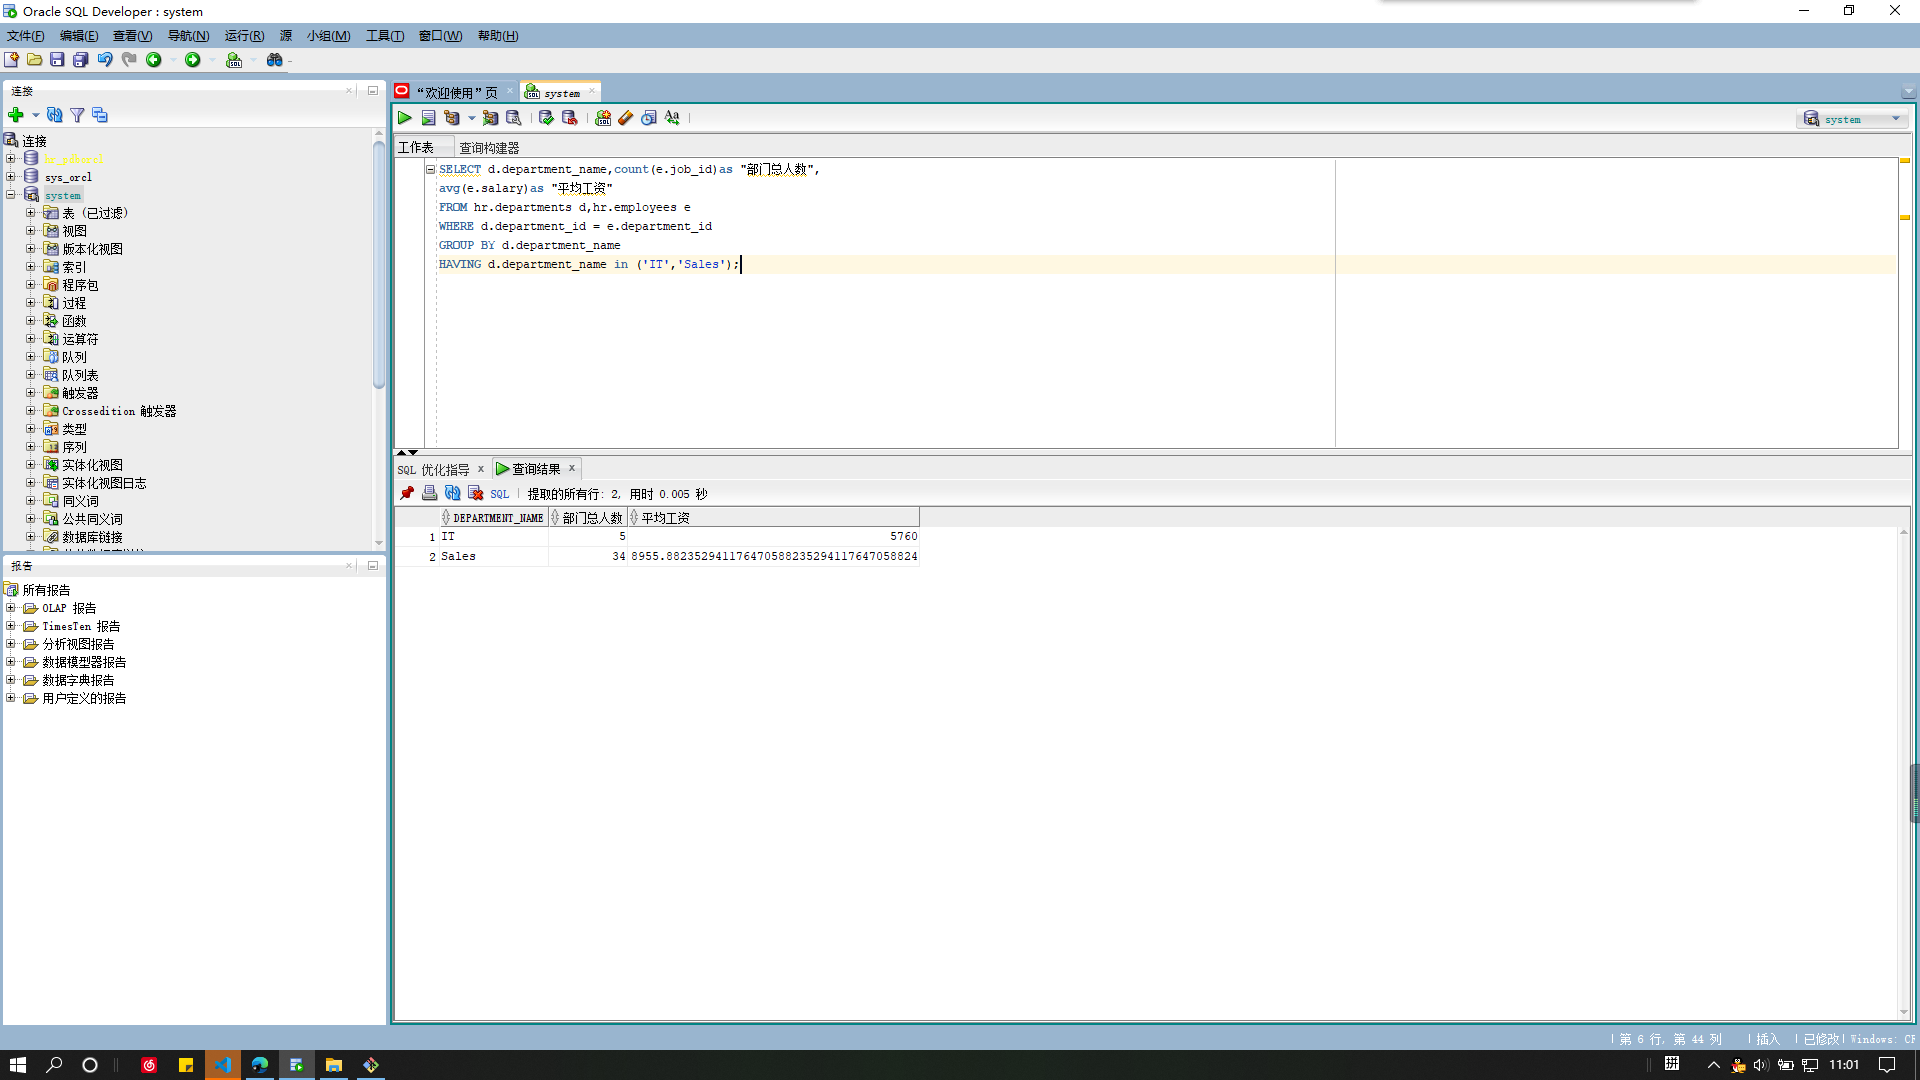 Oracle SQL Developer : system
文件(F) 编辑(E) 查看(V) 导航(N) 运行(R) 源 小组(M) 工具(T) 窗口(W) 帮助(H)
连接
连接
sys_orcl
system
表 (已过滤)
视图
版本化视图
索引
程序包
过程
函数
运算符
队列
队列表
触发器
Crossedition 触发器
类型
序列
实体化视图
实体化视图日志
同义词
公共同义词
数据库链接
报告
所有报告
OLAP 报告
TimesTen 报告
分析视图报告
数据模型器报告
数据字典报告
用户定义的报告
“欢迎使用”页 system
system
工作表 查询构建器
SELECT d.department_name,count(e.job_id)as "部门总人数",
avg(e.salary)as "平均工资"
FROM hr.departments d,hr.employees e
WHERE d.department_id = e.department_id
GROUP BY d.department_name
HAVING d.department_name in ('IT','Sales');
SQL 优化指导 查询结果
SQL 提取的所有行: 2, 用时 0.005 秒
DEPARTMENT_NAME 部门总人数 平均工资
1 IT 5 5760
2 Sales 34 8955.882352941176470588235294117647058824
第 6 行, 第 44 列 插入 已修改 Windows: CF
拼 11:01